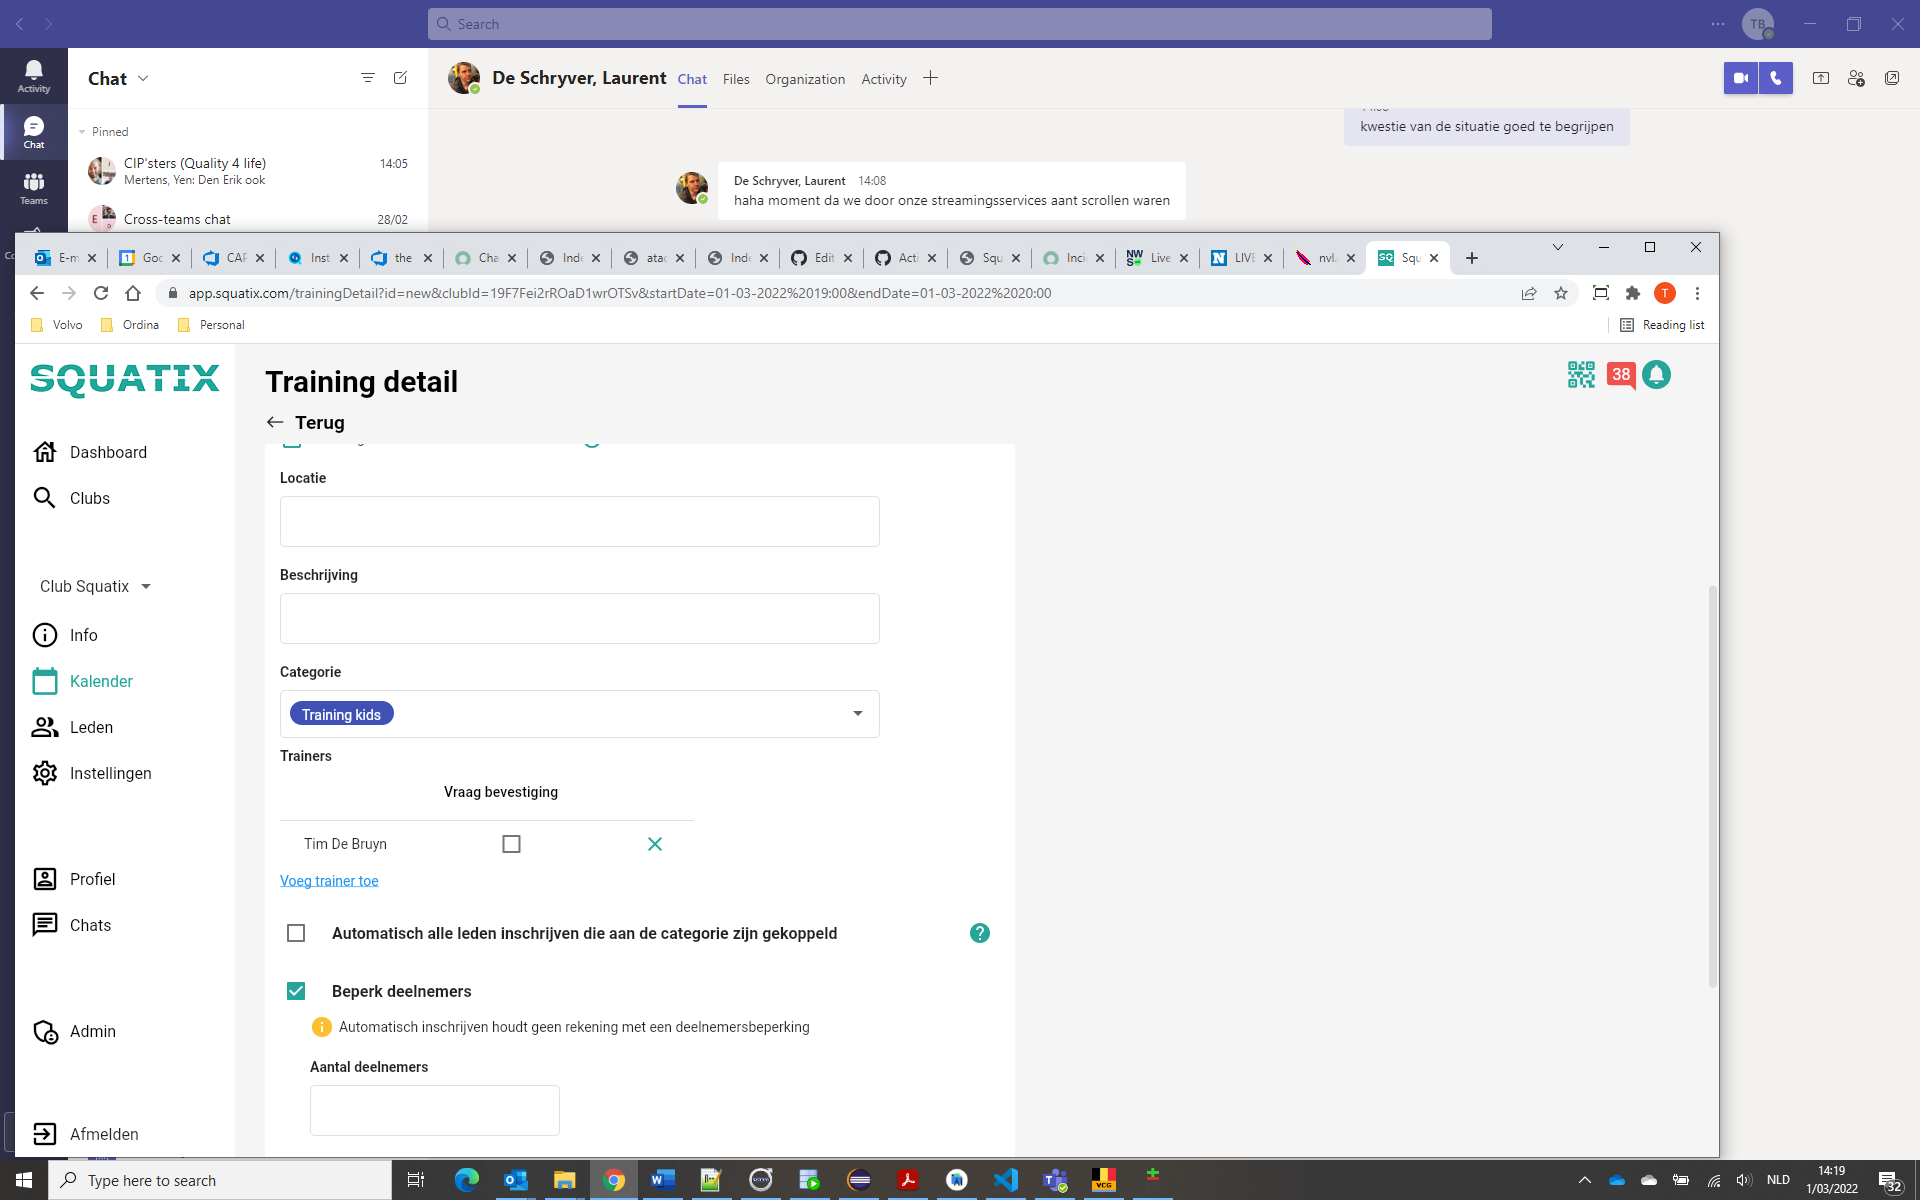 Search
TB
Activity
Chat
Teams
Chat
Pinned
CIP'sters (Quality 4 life)
14:05
Mertens, Yen: Den Erik ook
E
Cross-teams chat
28/02
De Schryver, Laurent
Chat
Files
Organization
Activity
kwestie van de situatie goed te begrijpen
De Schryver, Laurent 14:08
haha moment da we door onze streamingsservices aant scrollen waren
E-m
Goc
CAF
Inst
the
Cha
Inde
atac
Inde
Edit
Acti
Squ
Inci
Live
LIVE
nvl.
Squ
app.squatix.com/trainingDetail?id=new&clubId=19F7Fei2rROaD1wrOTSv&startDate=01-03-2022%2019:00&endDate=01-03-2022%2020:00
T
Volvo
Ordina
Personal
Reading list
SQUATIX
Dashboard
Clubs
Club Squatix
Info
Kalender
Leden
Instellingen
Profiel
Chats
Admin
Afmelden
Training detail
38
Terug
Locatie
Beschrijving
Categorie
Training kids
Trainers
Vraag bevestiging
Tim De Bruyn
Voeg trainer toe
Automatisch alle leden inschrijven die aan de categorie zijn gekoppeld
?
Beperk deelnemers
Automatisch inschrijven houdt geen rekening met een deelnemersbeperking
Aantal deelnemers
Type here to search
VCG
NLD
14:19
1/03/2022
32